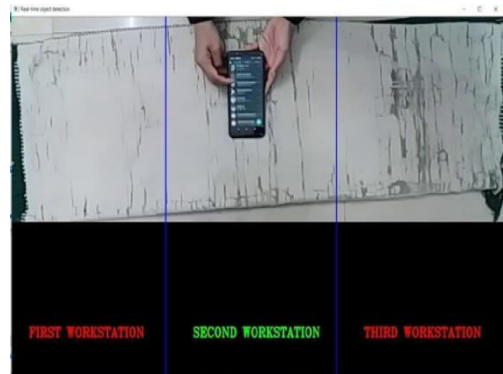 Real-time object detection
FIRST WORKSTATION
SECOND WORKSTATION
THIRD WORKSTATION